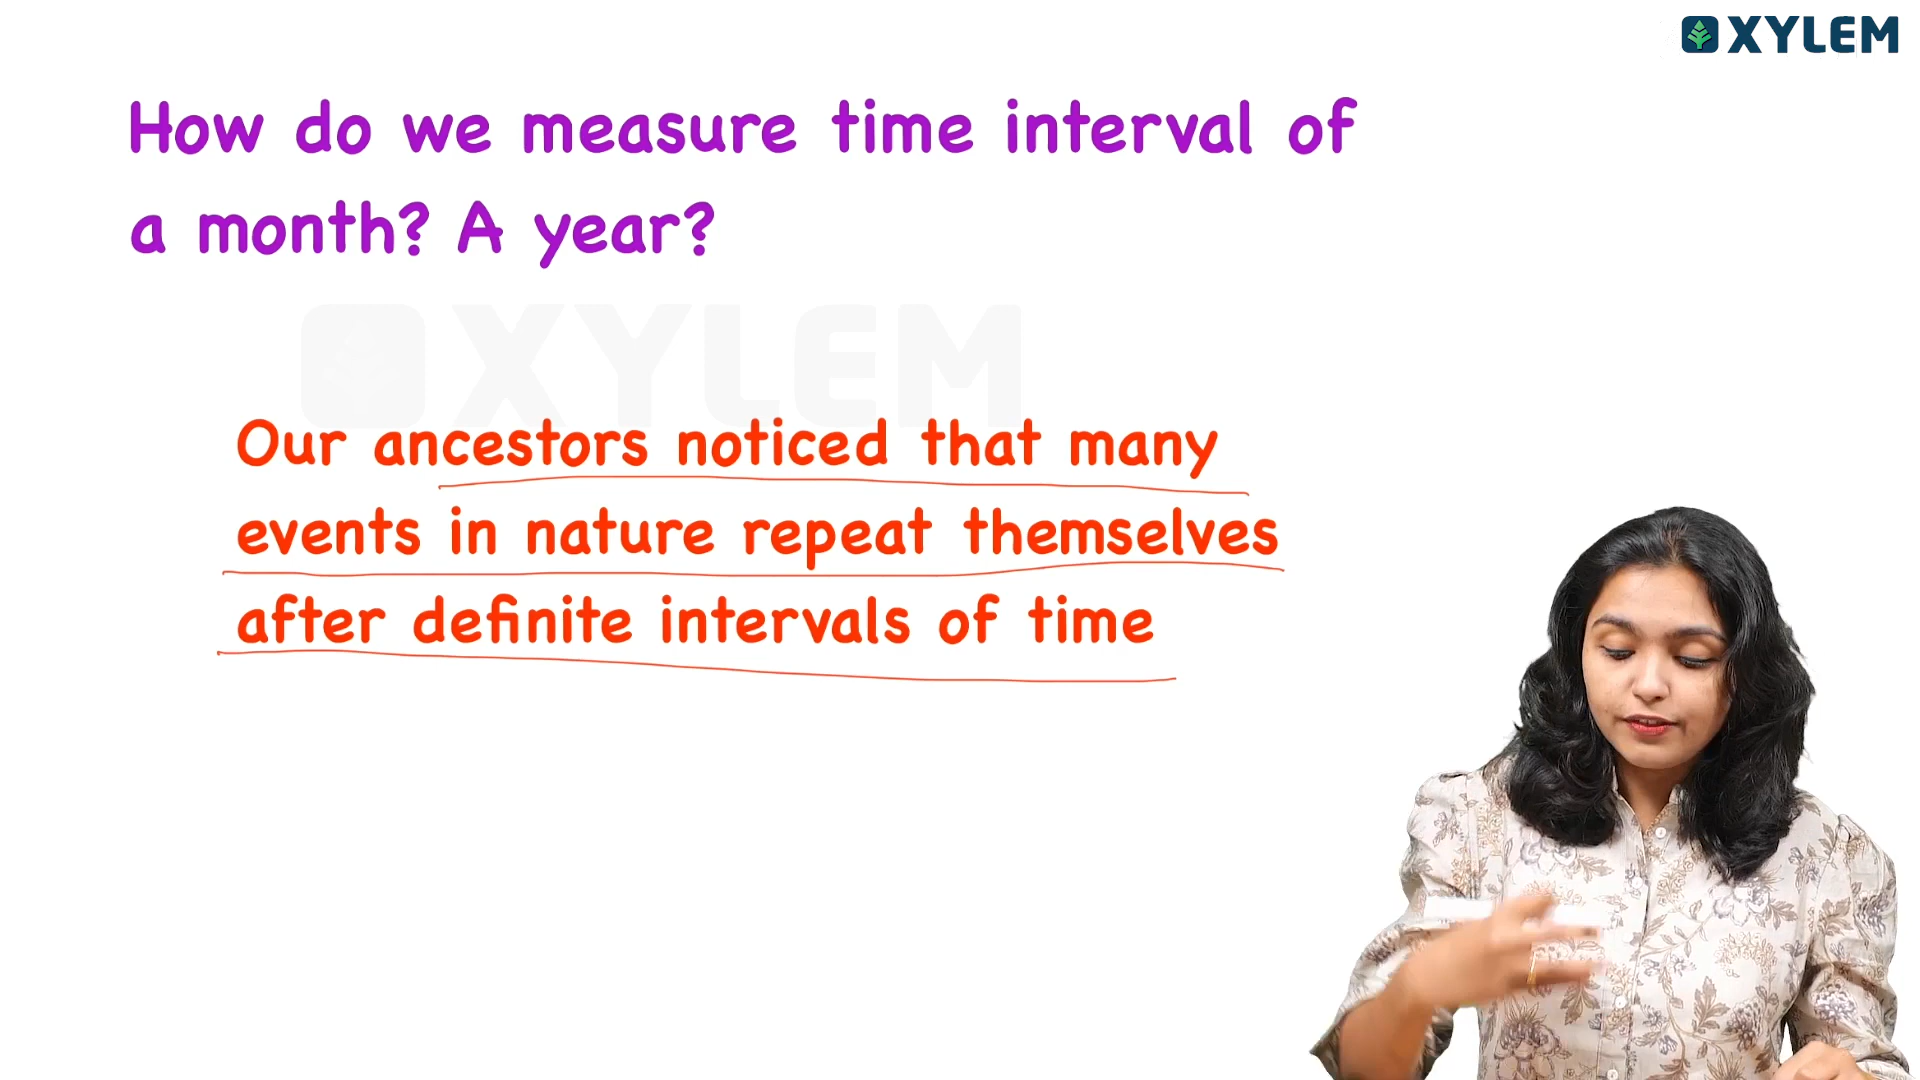 XYLEM
How do we measure time interval of
a month? A year?
XYLEM
Our ancestors noticed that many
events in nature repeat themselves
after definite intervals of time